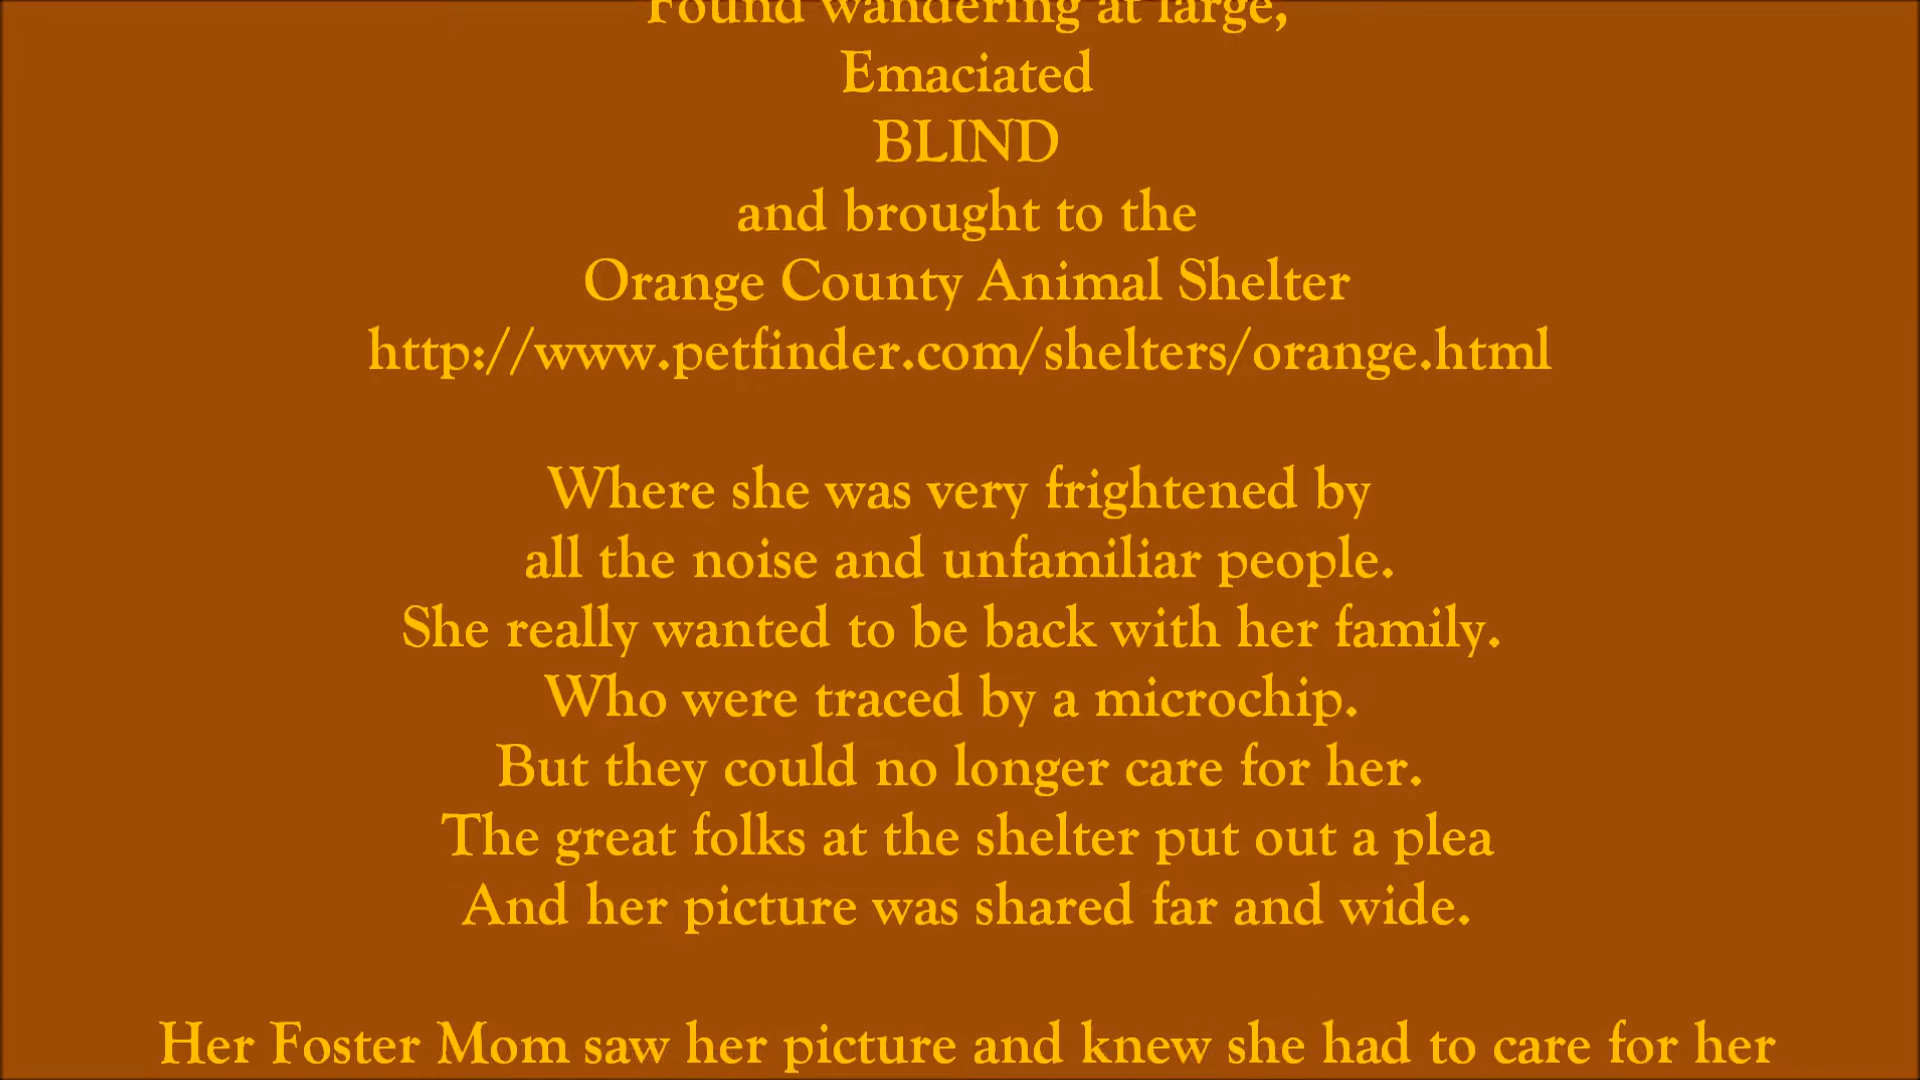 Found wandering at large,
Emaciated
BLIND
and brought to the
Orange County Animal Shelter
http://www.petfinder.com/shelters/orange.html
Where she was very frightened by
all the noise and unfamiliar people.
She really wanted to be back with her family.
Who were traced by a microchip.
But they could no longer care for her.
The great folks at the shelter put out a plea
And her picture was shared far and wide.
Her Foster Mom saw her picture and knew she had to care for her